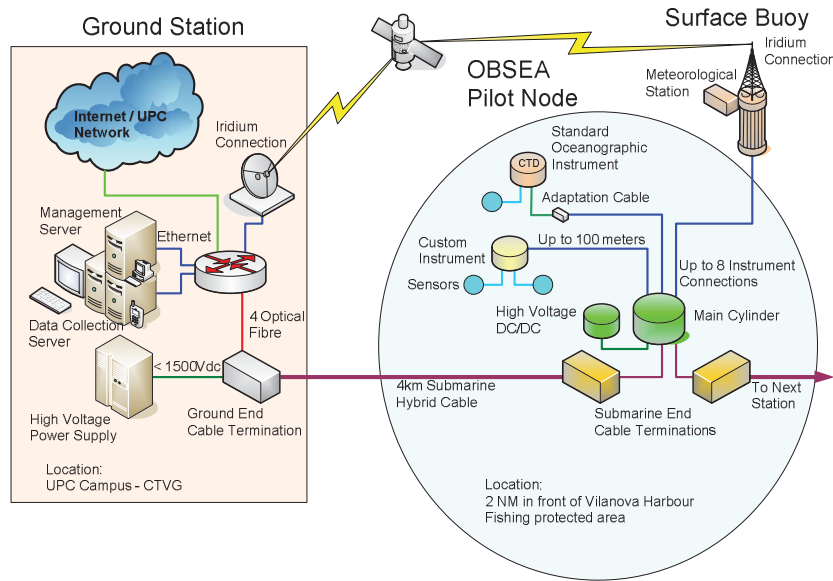 Ground Station
Internet / UPC
Network
Iridium
Connection
Management
Server
Ethernet
Data Collection
Server
4 Optical
Fibre
< 1500Vdc
High Voltage
Power Supply
Ground End
Cable Termination
Location:
UPC Campus - CTVG
Surface Buoy
Iridium
Connection
Meteorological
Station
OBSEA
Pilot Node
Standard
Oceanographic
Instrument
CTD
Adaptation Cable
Custom
Instrument
Up to 100 meters
Sensors
Up to 8 Instrument
Connections
High Voltage
DC/DC
Main Cylinder
4km Submarine
Hybrid Cable
Submarine End
Cable Terminations
To Next
Station
Location:
2 NM in front of Vilanova Harbour
Fishing protected area